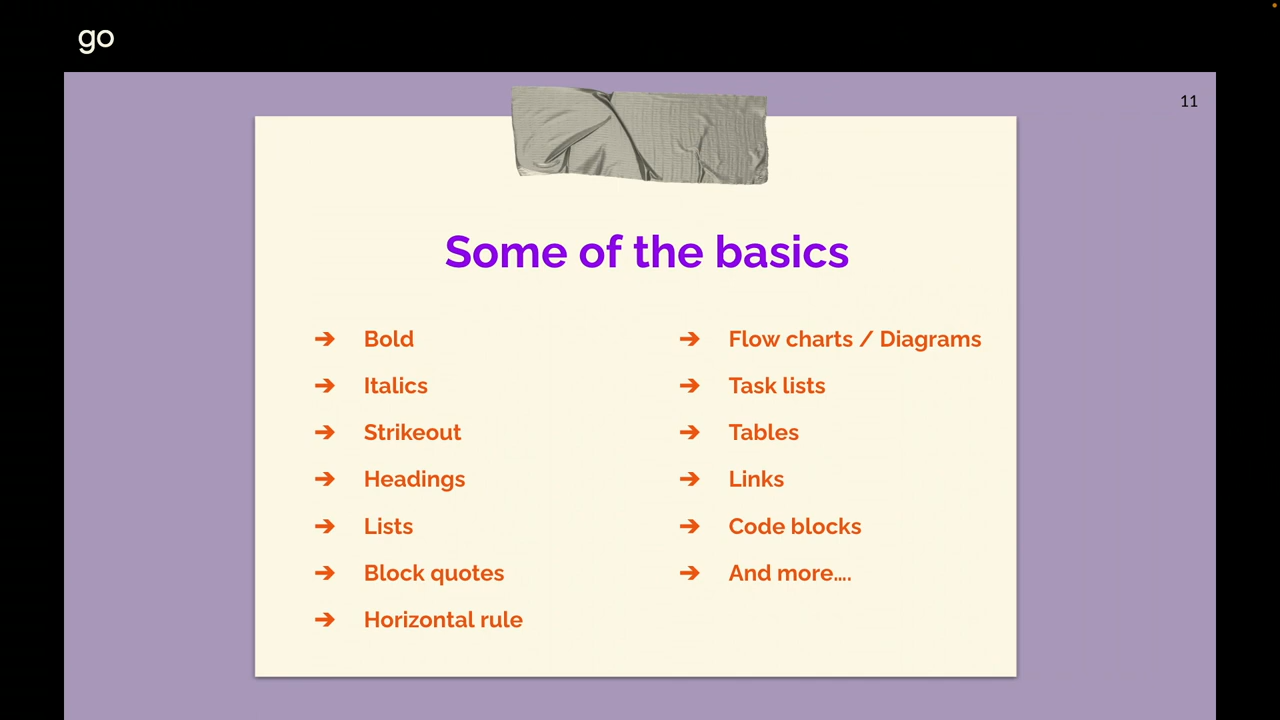 go
11
Some of the basics
➔ Bold
➔ Italics
➔ Strikeout
➔ Headings
➔ Lists
➔ Block quotes
➔ Horizontal rule
➔ Flow charts / Diagrams
➔ Task lists
➔ Tables
➔ Links
➔ Code blocks
➔ And more....